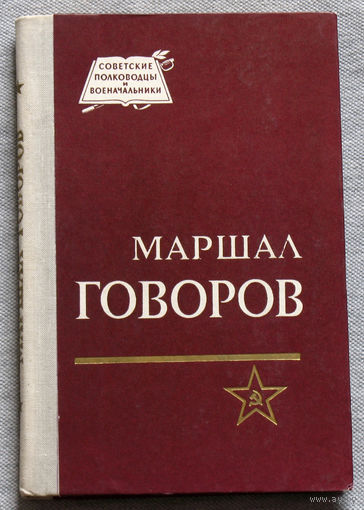 СОВЕТСКИЕ
ПОЛКОВОДЦЫ
И
ВОЕНАЧАЛЬНИКИ
МАРШАЛ
ГОВОРОВ